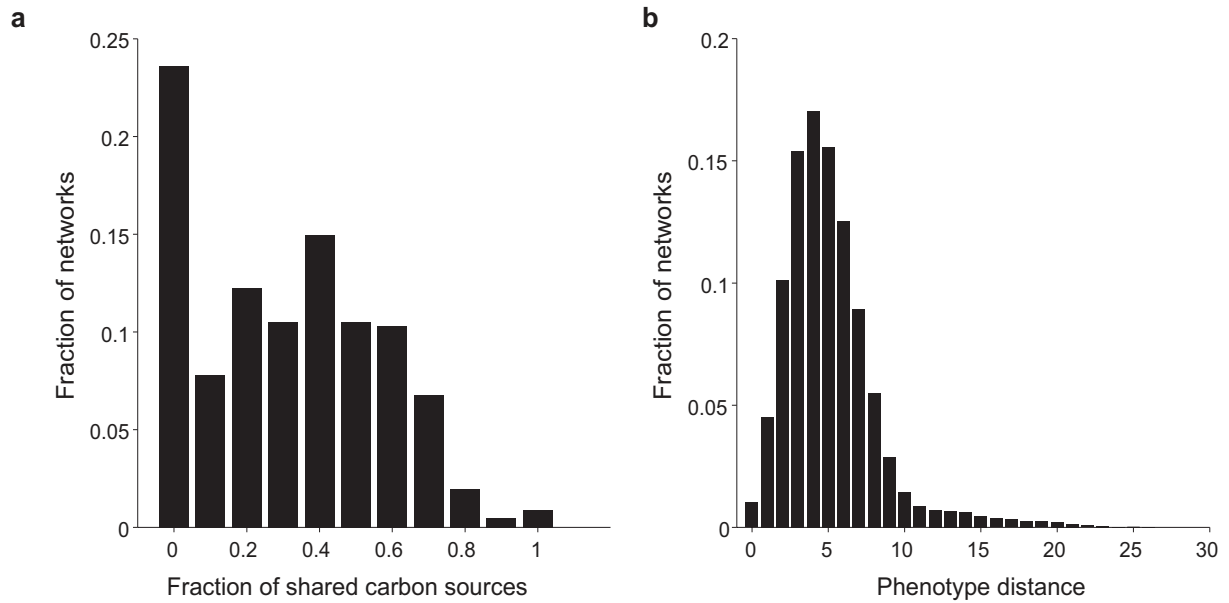 a
0.25
0.2
0.15
0.1
0.05
0
Fraction of networks
0 0.2 0.4 0.6 0.8 1
Fraction of shared carbon sources
b
0.2
0.15
0.1
0.05
0
Fraction of networks
0 5 10 15 20 25 30
Phenotype distance